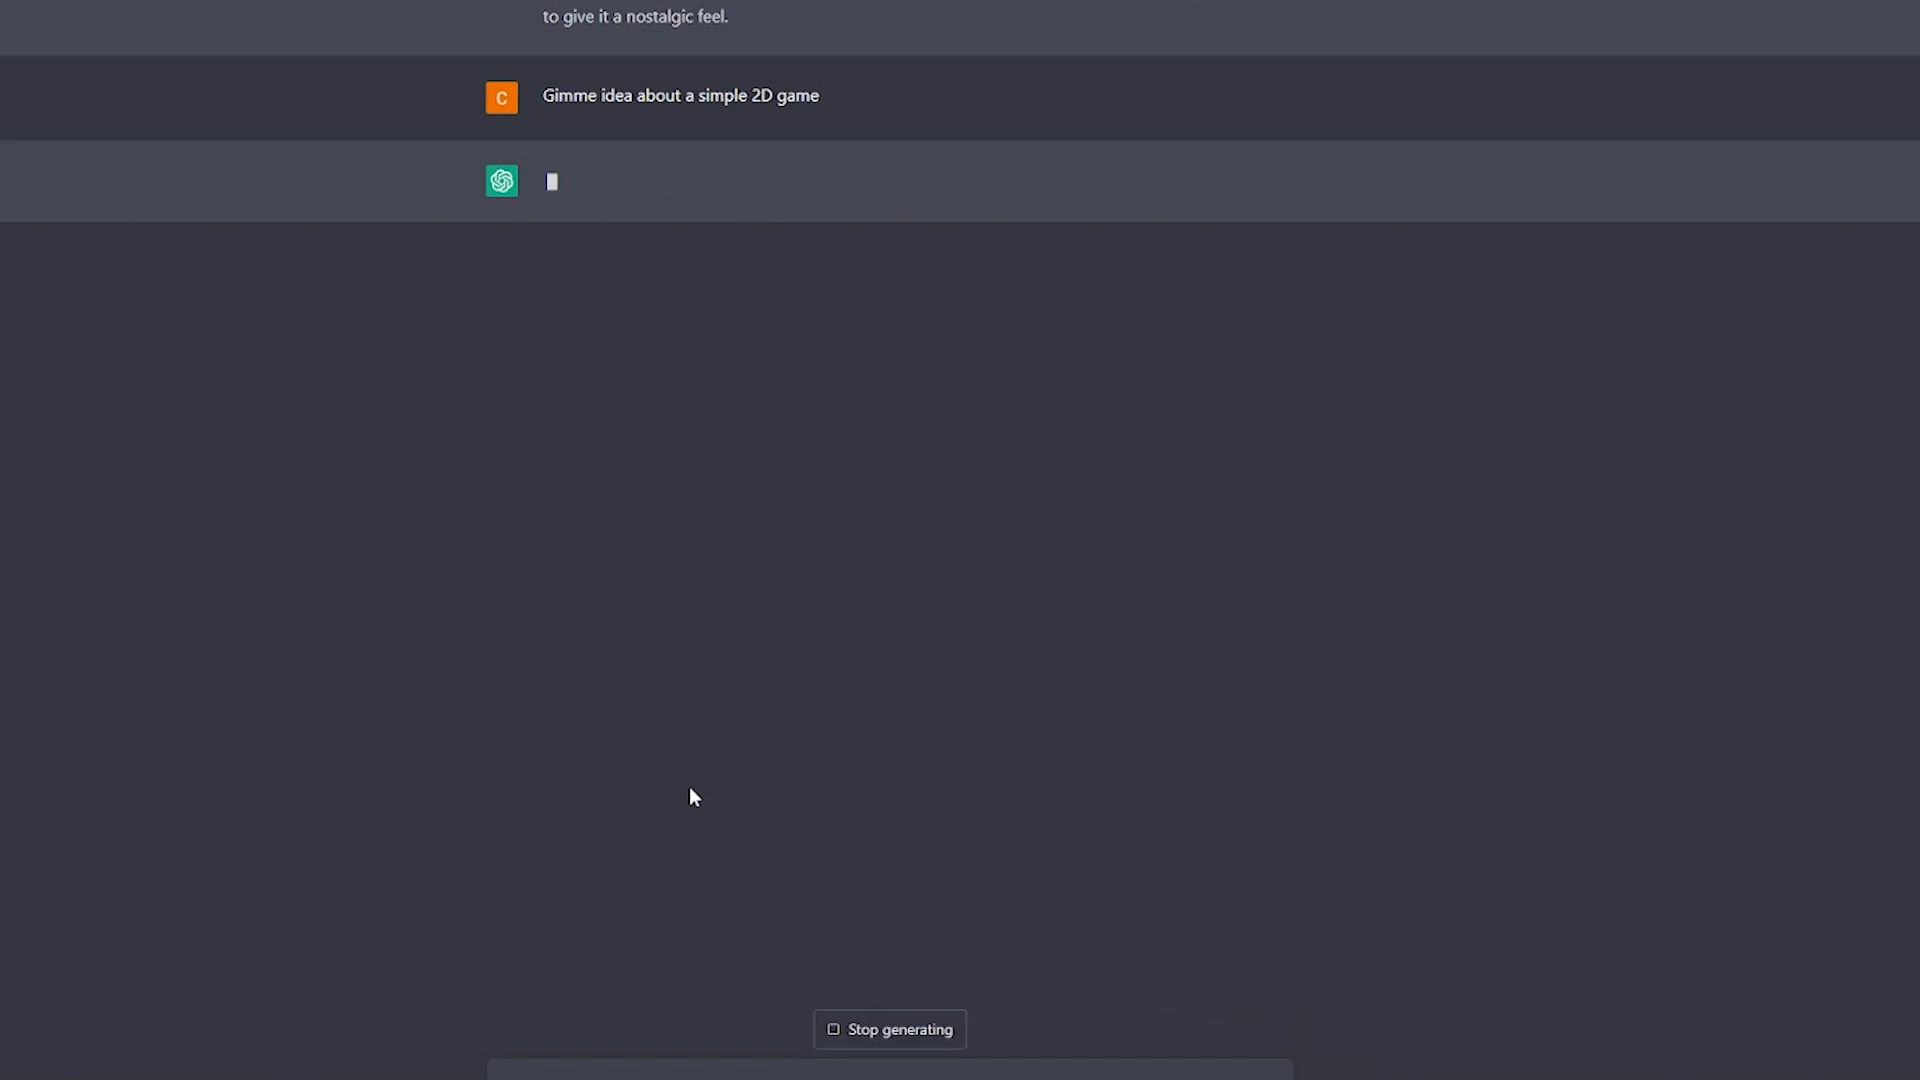 to give it a nostalgic feel.
C
Gimme idea about a simple 2D game
Stop generating